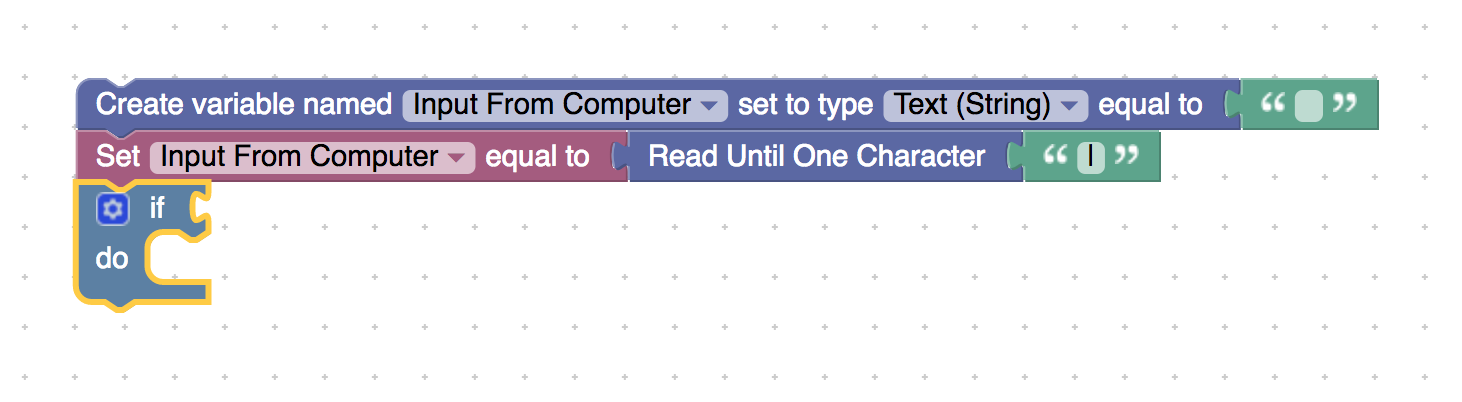 Create variable named Input From Computer set to type Text (String) equal to “ ”
Set Input From Computer equal to Read Until One Character “ | ”
if
do